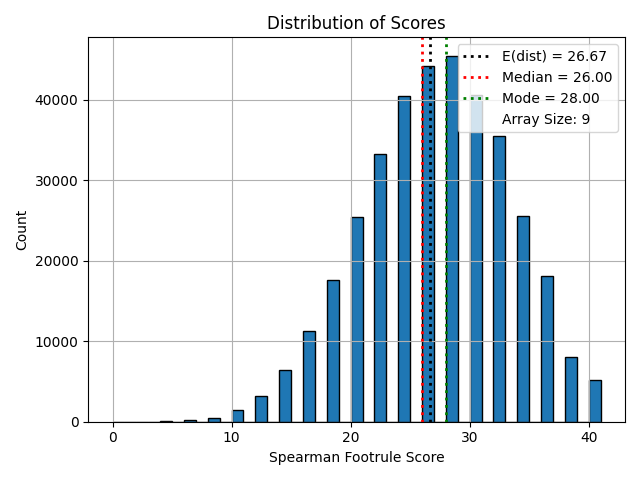 Distribution of Scores
E(dist) = 26.67
Median = 26.00
Mode = 28.00
Array Size: 9
Count
40000
30000
20000
10000
0
0 10 20 30 40
Spearman Footrule Score